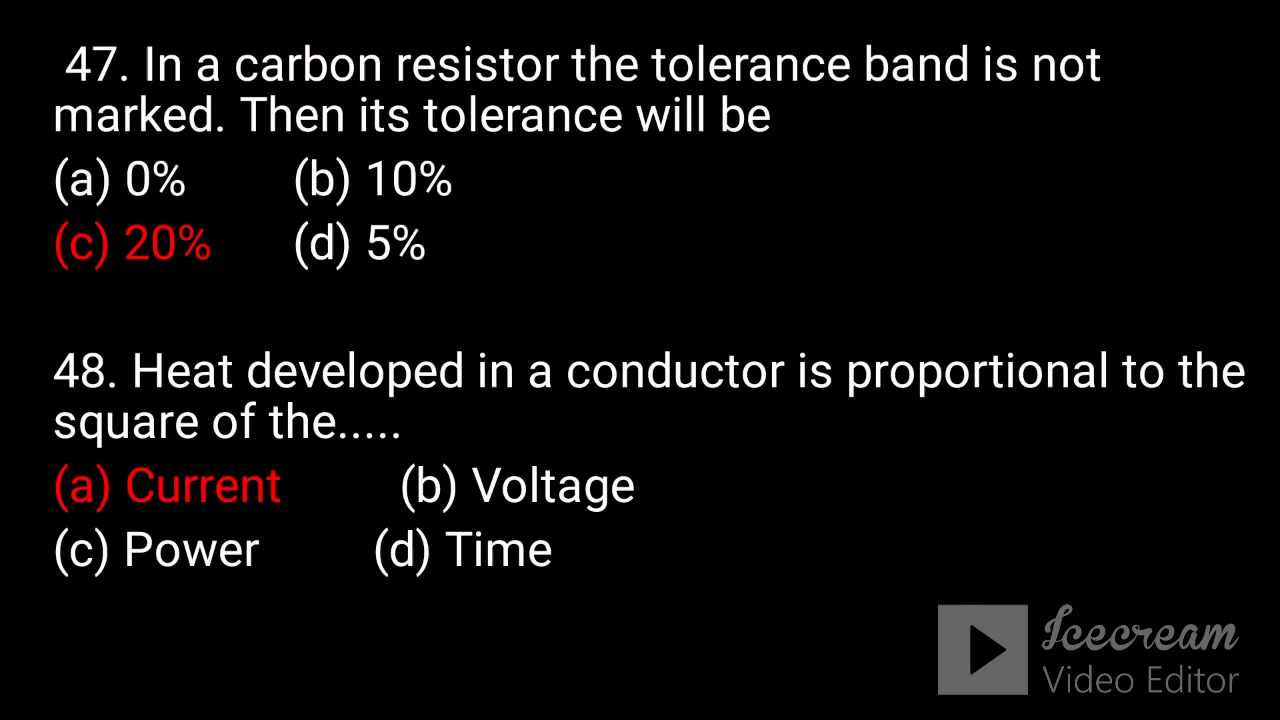 47. In a carbon resistor the tolerance band is not
marked. Then its tolerance will be
(a) 0% (b) 10%
(c) 20% (d) 5%
48. Heat developed in a conductor is proportional to the
square of the.....
(a) Current (b) Voltage
(c) Power (d) Time
Icecream
Video Editor